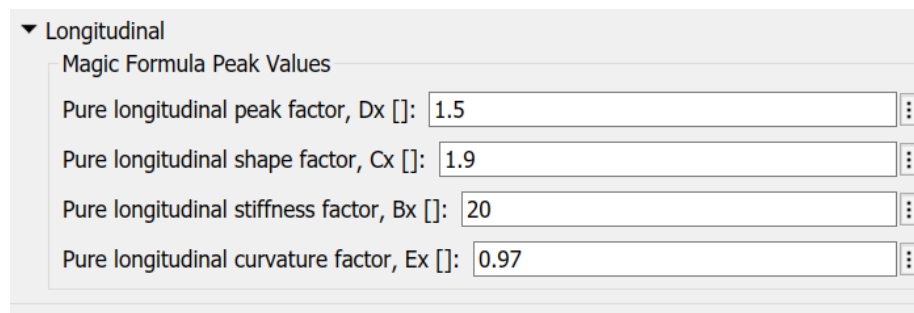 Longitudinal
Magic Formula Peak Values
Pure longitudinal peak factor, Dx []: 1.5
Pure longitudinal shape factor, Cx []: 1.9
Pure longitudinal stiffness factor, Bx []: 20
Pure longitudinal curvature factor, Ex []: 0.97